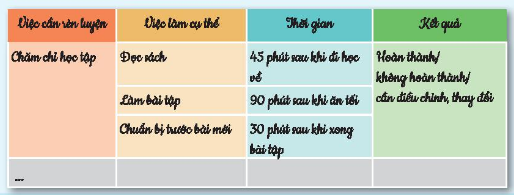 Việc cần rèn luyện
Việc làm cụ thể
Thời gian
Kết quả
Chăm chỉ học tập
Đọc sách
45 phút sau khi đi học
về
Hoàn thành/
không hoàn thành/
cần điều chỉnh, thay đổi
Làm bài tập
90 phút sau khi ăn tối
Chuẩn bị trước bài mới
30 phút sau khi xong
bài tập
...